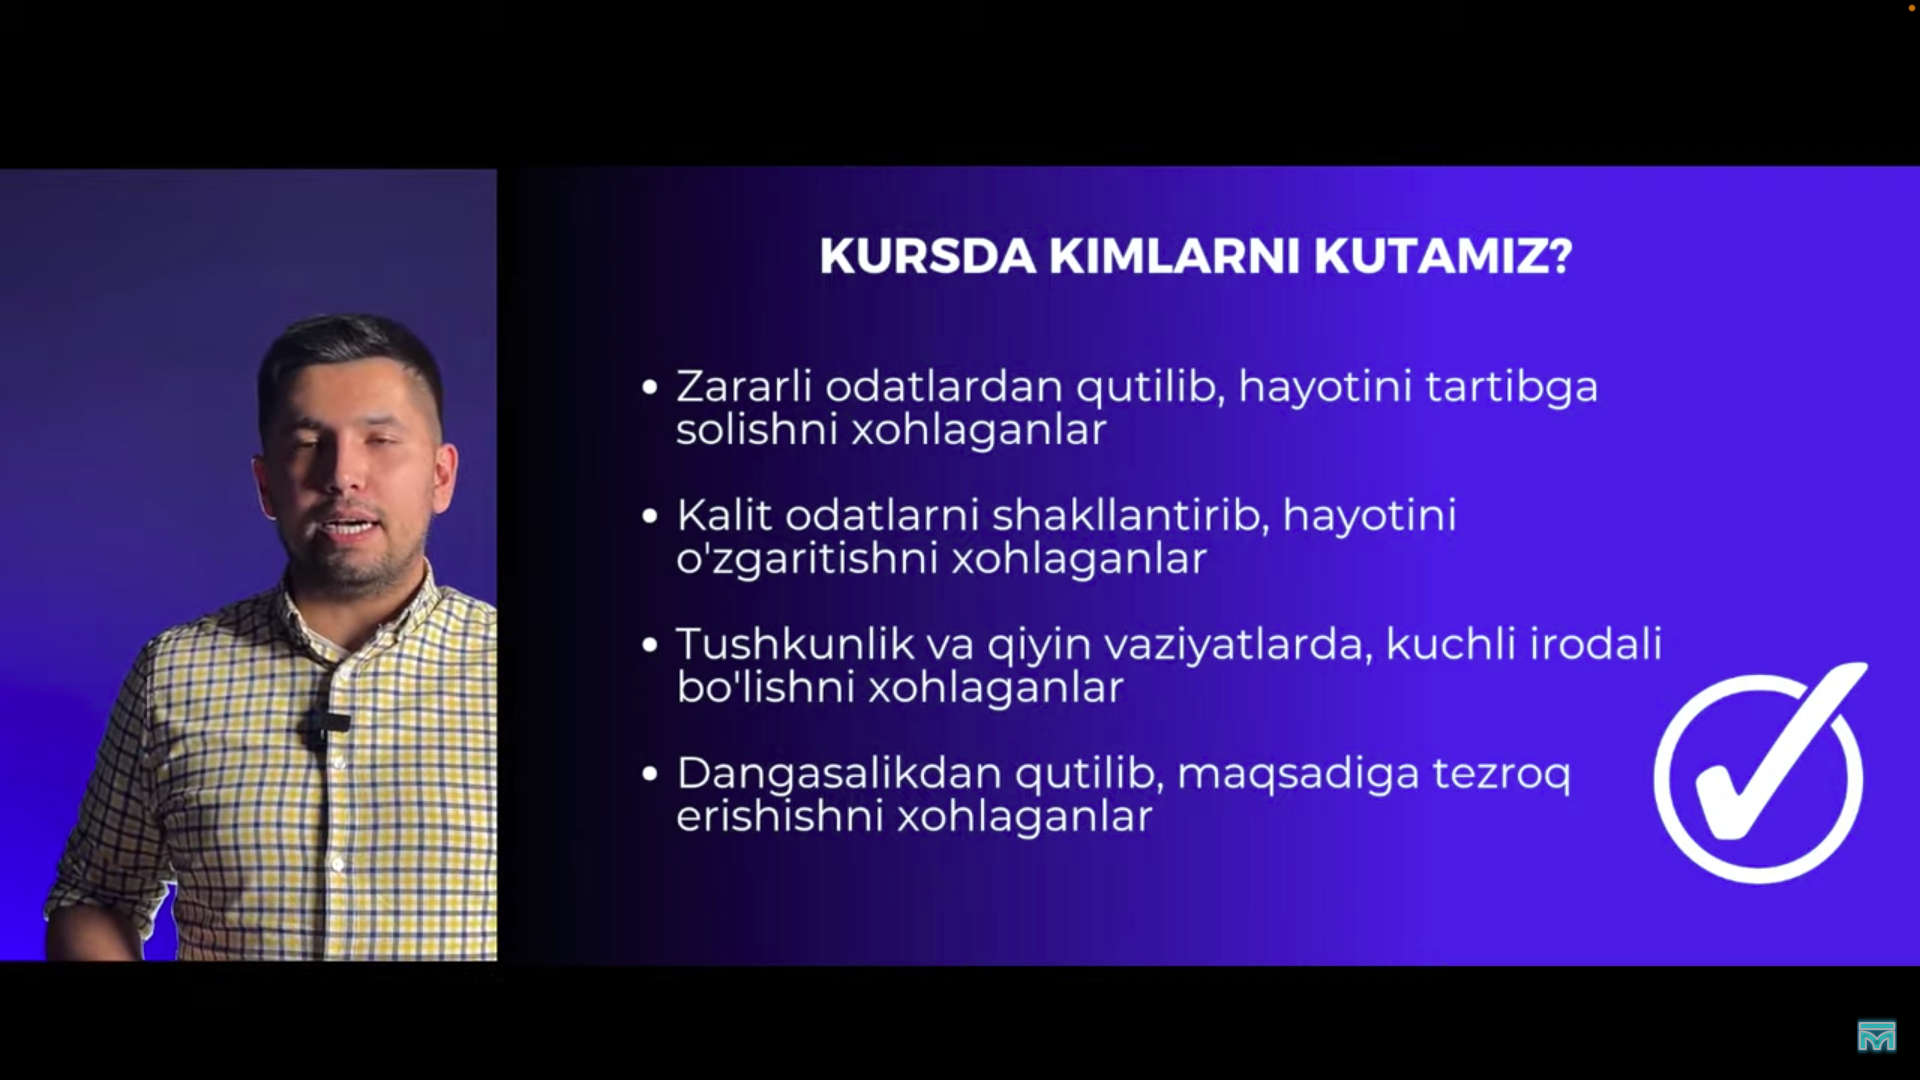 KURSDA KIMLARNI KUTAMIZ?
• Zararli odatlardan qutilib, hayotini tartibga
solishni xohlaganlar
• Kalit odatlarni shakllantirib, hayotini
o'zgaritishni xohlaganlar
• Tushkunlik va qiyin vaziyatlarda, kuchli irodali
bo'lishni xohlaganlar
• Dangasalikdan qutilib, maqsadiga tezroq
erishishni xohlaganlar